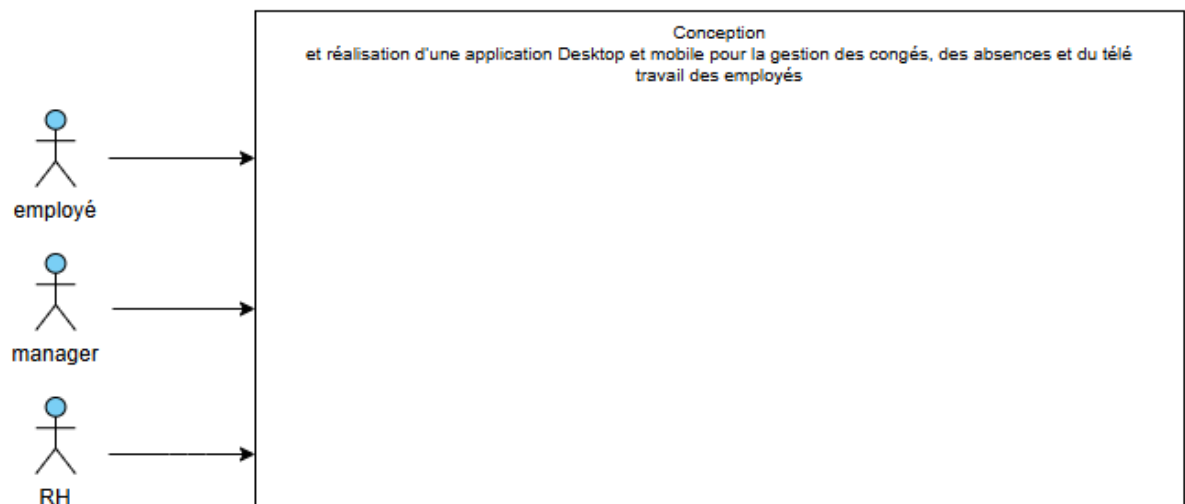 Conception
et réalisation d'une application Desktop et mobile pour la gestion des congés, des absences et du télé
travail des employés
employé
manager
RH